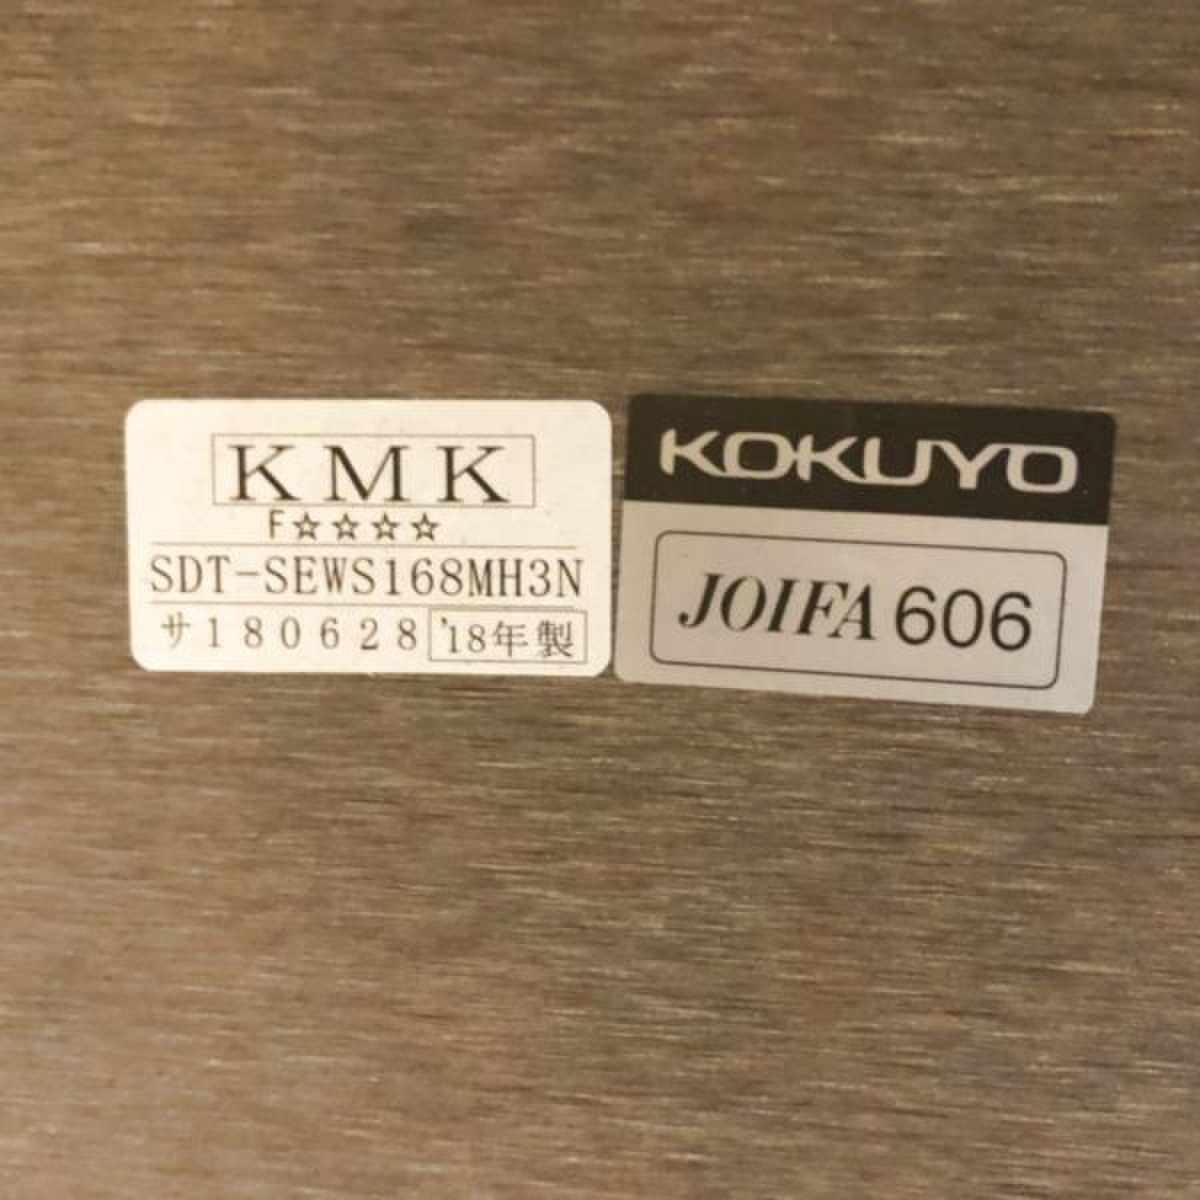 KMK
F☆☆☆☆
SDT-SEWS168MH3N
サ180628 '18年製
KOKUYO
JOIFA 606